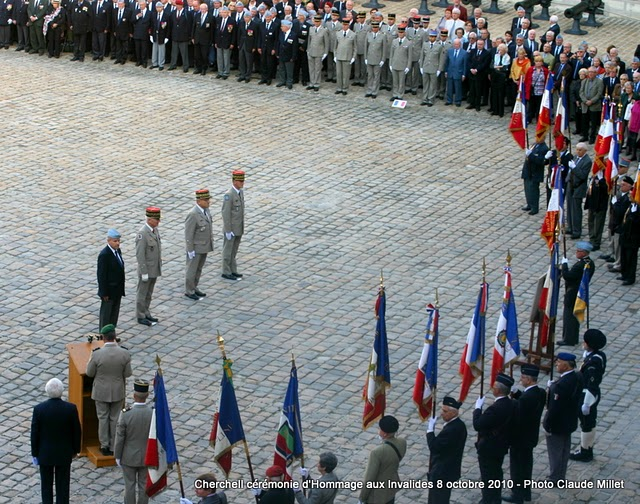 Cherchell cérémonie d'Hommage aux Invalides 8 octobre 2010 - Photo Claude Millet